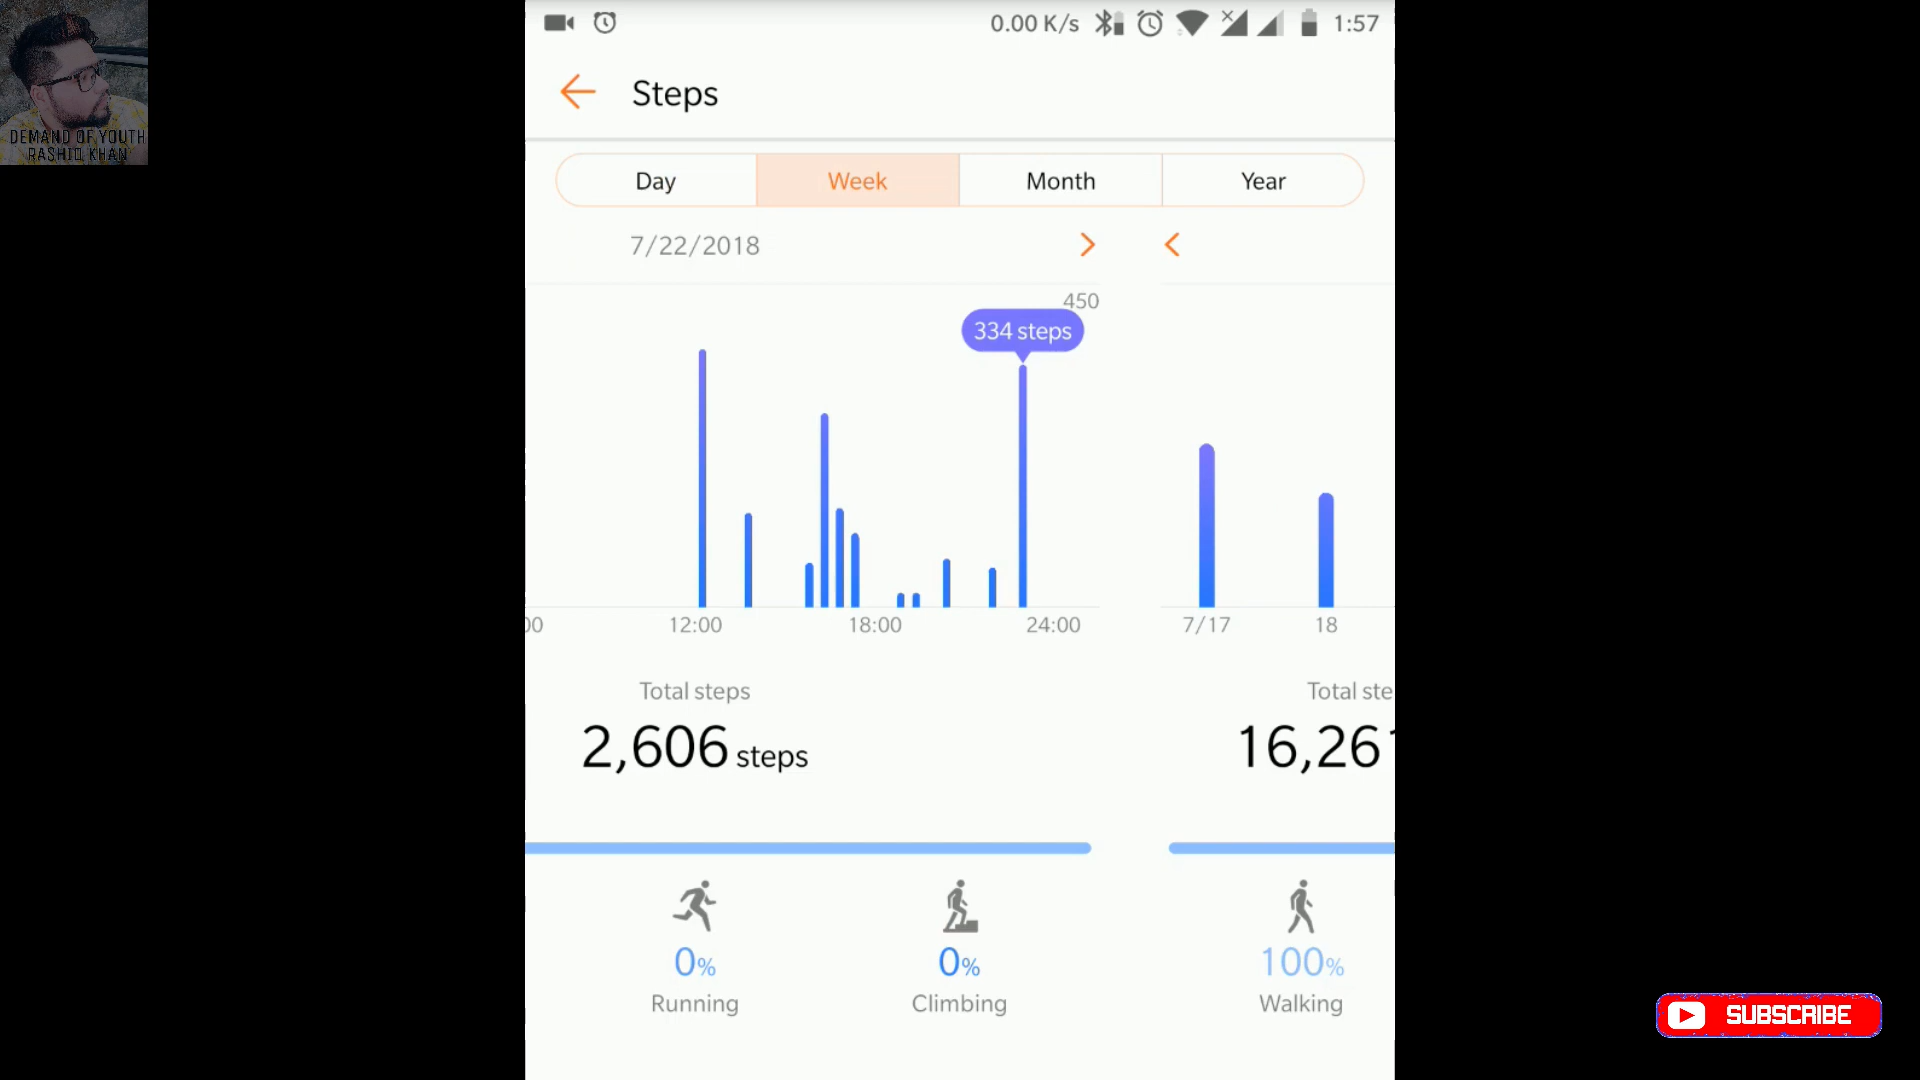 0.00 K/s
1:57
DEMAND OF YOUTH
RASHID KHAN
Steps
Day Week Month Year
7/22/2018
450
334 steps
00 12:00 18:00 24:00
7/17 18
Total steps
2,606 steps
Total ste
16,261
0%
Running
0%
Climbing
100%
Walking
SUBSCRIBE